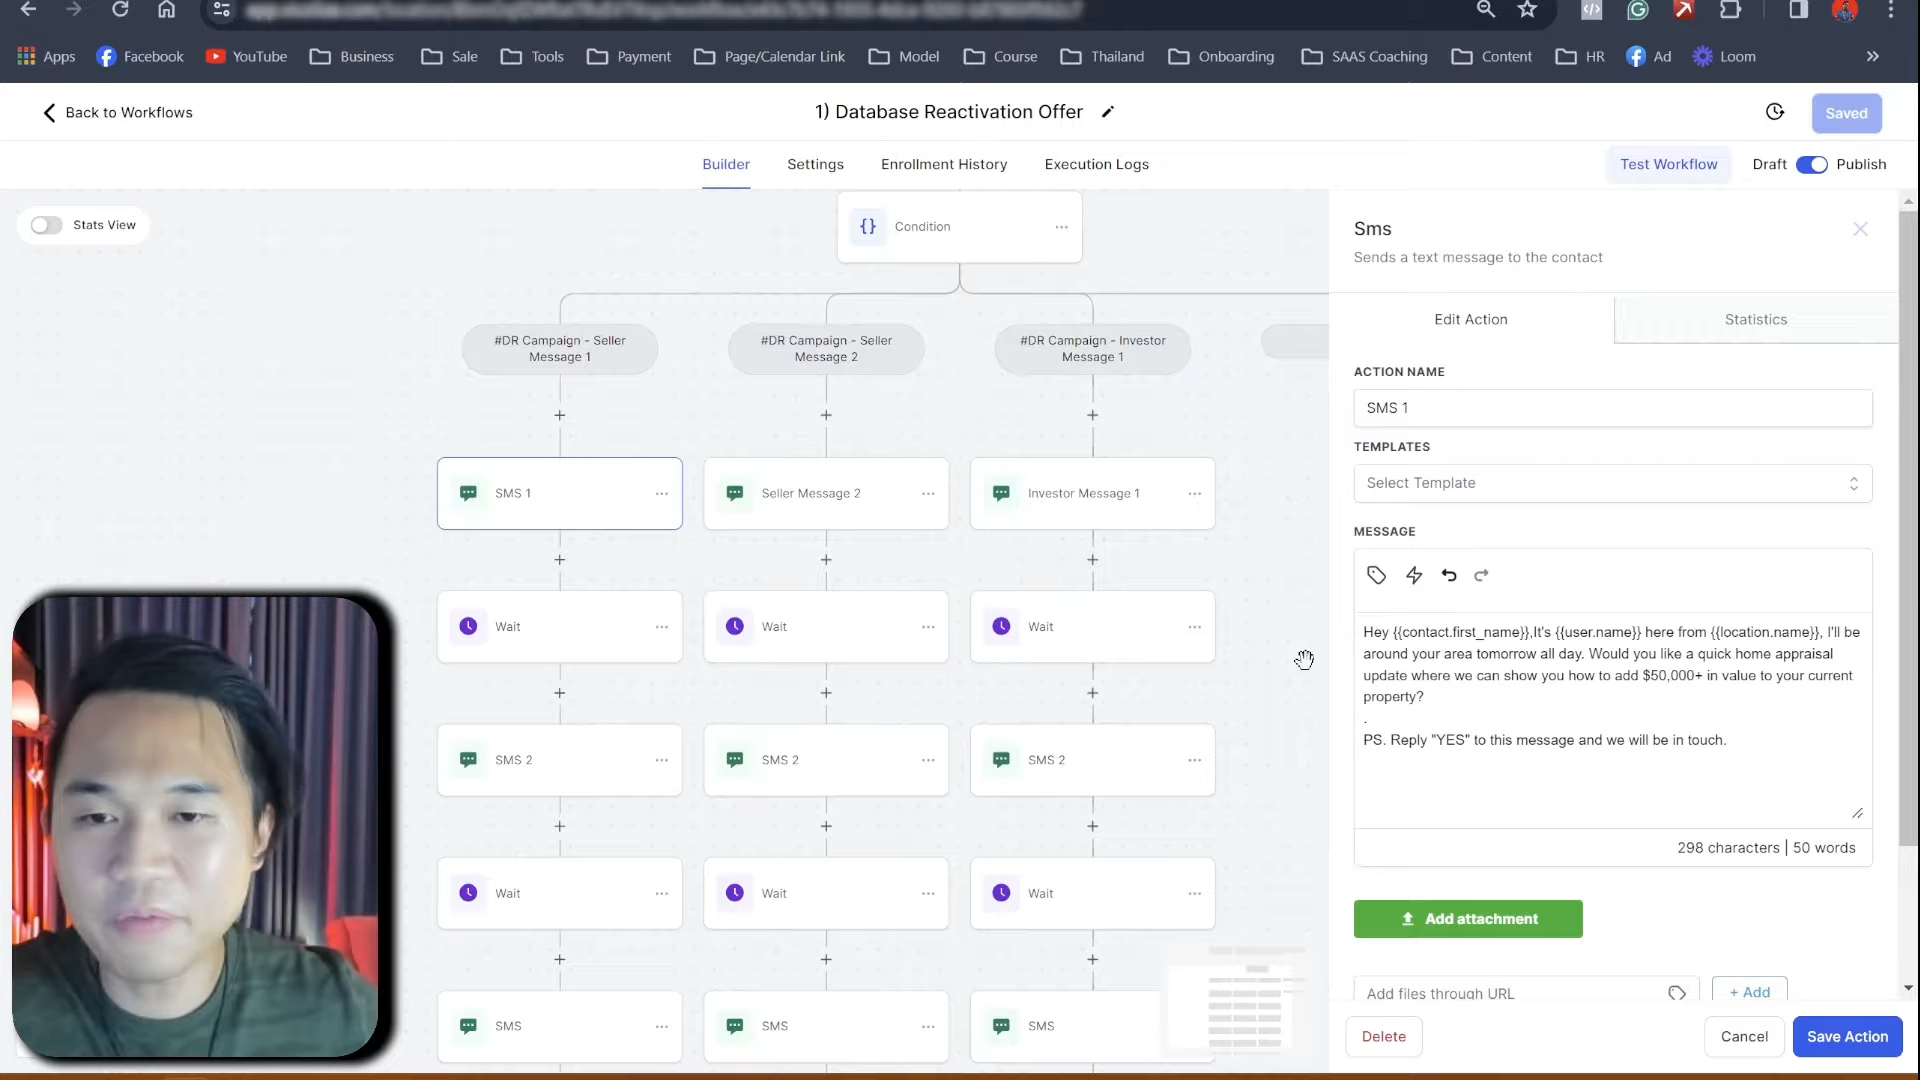 Apps
Facebook
YouTube
Business
Sale
Tools
Payment
Page/Calendar Link
Model
Course
Thailand
Onboarding
SAAS Coaching
Content
HR
Ad
Loom
Back to Workflows
1) Database Reactivation Offer
Saved
Builder
Settings
Enrollment History
Execution Logs
Test Workflow
Draft
Publish
Stats View
Condition
#DR Campaign - Seller
Message 1
#DR Campaign - Seller
Message 2
#DR Campaign - Investor
Message 1
SMS 1
Seller Message 2
Investor Message 1
Wait
Wait
Wait
SMS 2
SMS 2
SMS 2
Wait
Wait
Wait
SMS
SMS
SMS
Sms
Sends a text message to the contact
Edit Action
Statistics
ACTION NAME
SMS 1
TEMPLATES
Select Template
MESSAGE
Hey {{contact.first_name}},It's {{user.name}} here from {{location.name}}, I'll be
around your area tomorrow all day. Would you like a quick home appraisal
update where we can show you how to add $50,000+ in value to your current
property?
.
PS. Reply "YES" to this message and we will be in touch.
298 characters | 50 words
Add attachment
Add files through URL
+ Add
Delete
Cancel
Save Action